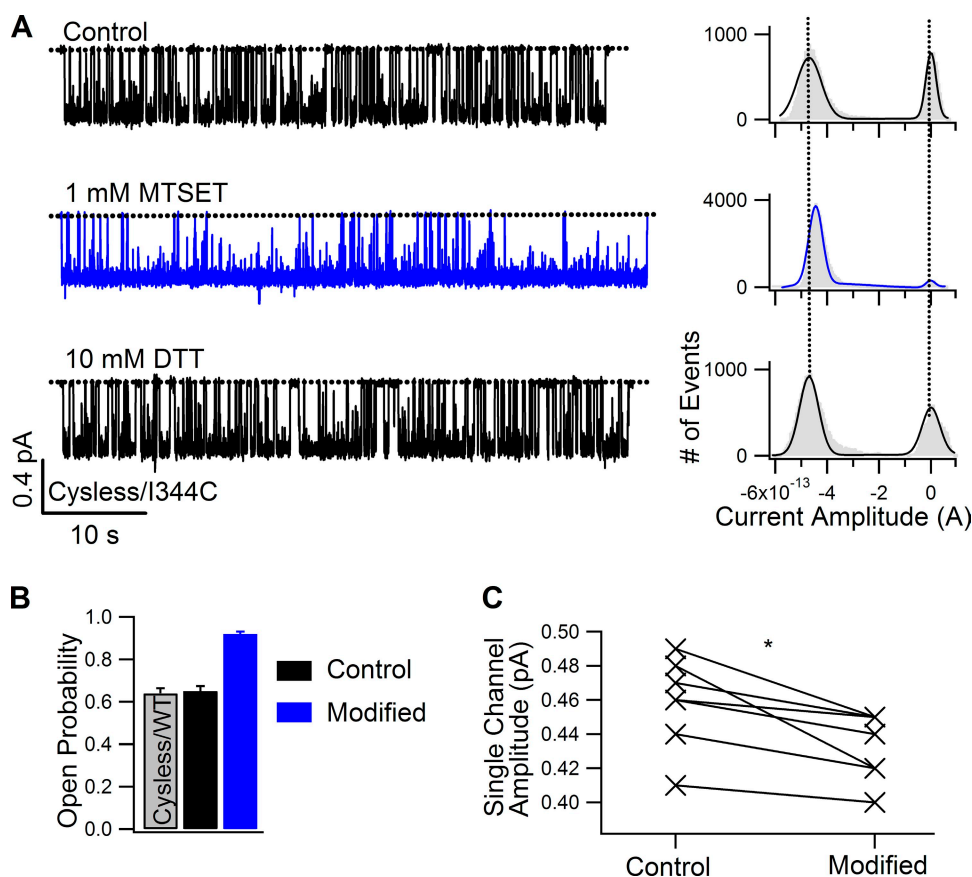 A
Control
1 mM MTSET
10 mM DTT
0.4 pA
Cysless/I344C
10 s
1000
0
4000
0
# of Events
1000
0
-6x10-13 -4 -2 0
Current Amplitude (A)
B
Open Probability
1.0
0.8
0.6
0.4
0.2
0.0
Cysless/WT
Control
Modified
C
Single Channel
Amplitude (pA)
0.50
0.48
0.46
0.44
0.42
0.40
*
Control Modified